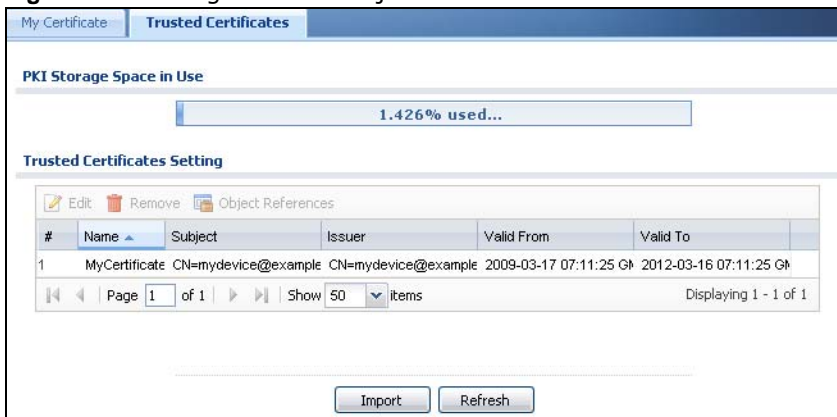 My Certificate Trusted Certificates
PKI Storage Space in Use
1.426% used...
Trusted Certificates Setting
Edit Remove Object References
# Name Subject Issuer Valid From Valid To
1 MyCertificate CN=mydevice@example CN=mydevice@example 2009-03-17 07:11:25 GM 2012-03-16 07:11:25 GM
Page 1 of 1 Show 50 items Displaying 1 - 1 of 1
Import Refresh